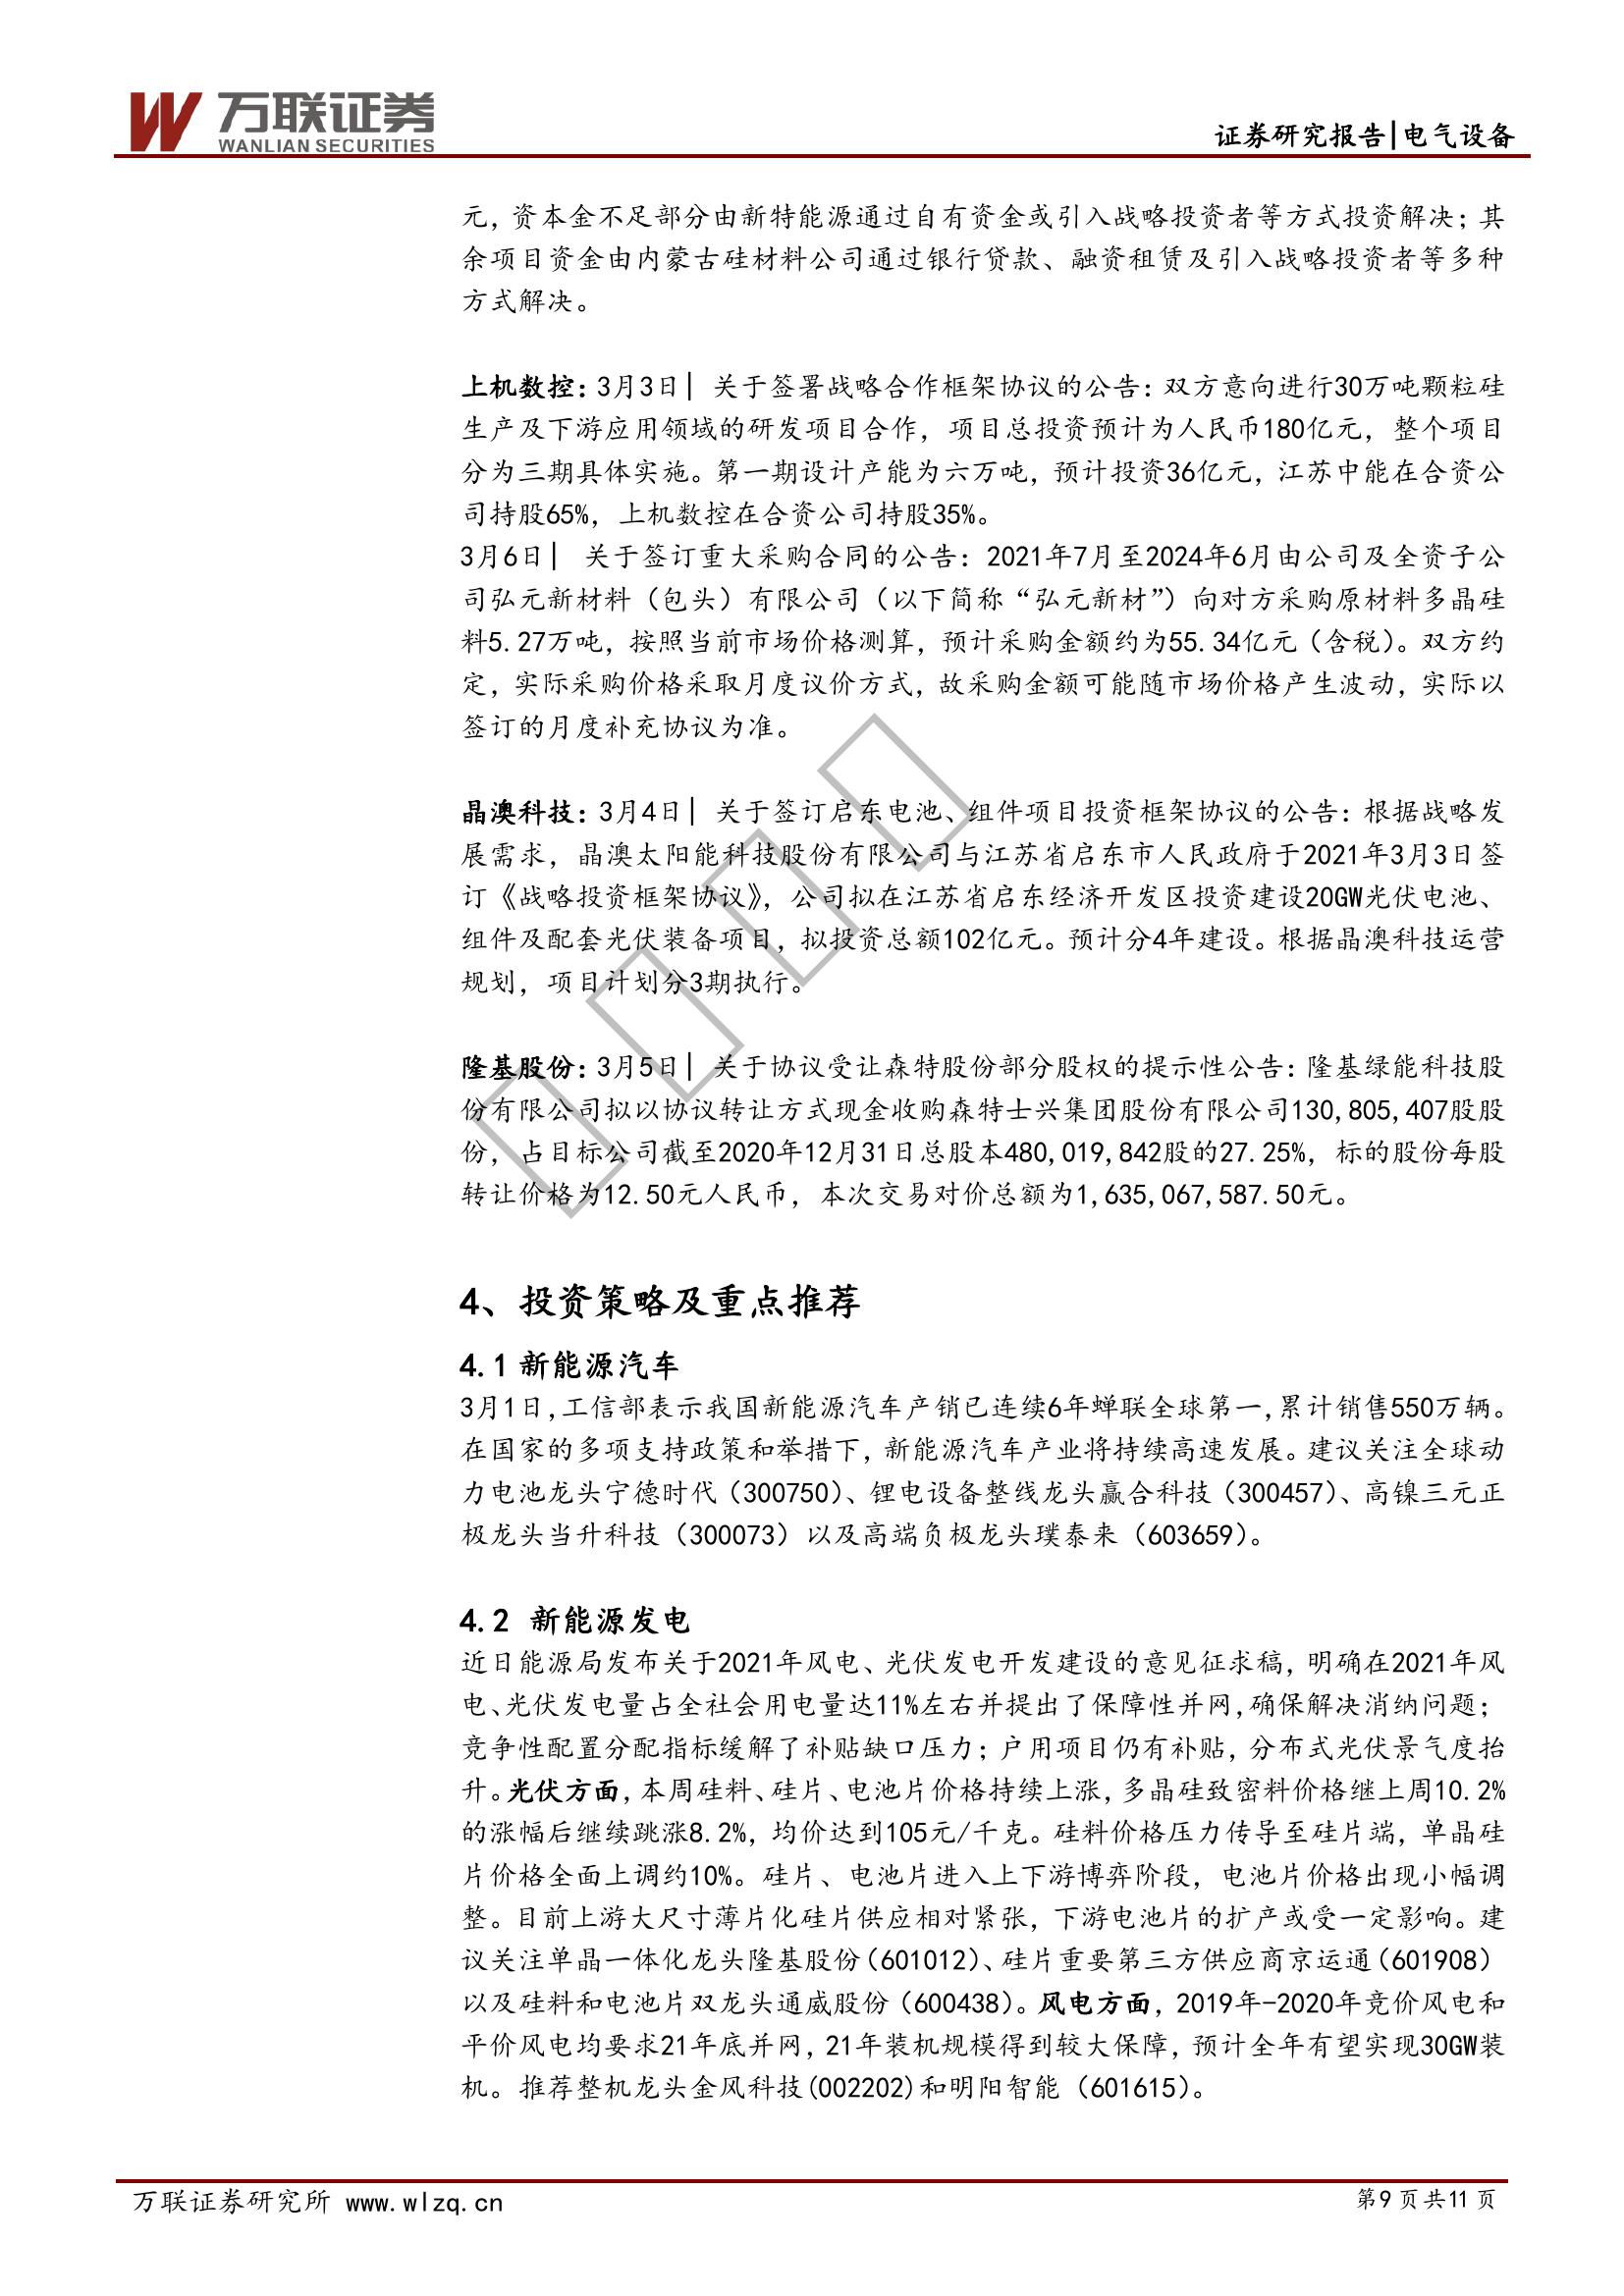 万联证券
WANLIAN SECURITIES
证券研究报告|电气设备
元，资本金不足部分由新特能源通过自有资金或引入战略投资者等方式投资解决；其
余项目资金由内蒙古硅材料公司通过银行贷款、融资租赁及引入战略投资者等多种
方式解决。
上机数控：3月3日| 关于签署战略合作框架协议的公告：双方意向进行30万吨颗粒硅
生产及下游应用领域的研发项目合作，项目总投资预计为人民币180亿元，整个项目
分为三期具体实施。第一期设计产能为六万吨，预计投资36亿元，江苏中能在合资公
司持股65%，上机数控在合资公司持股35%。
3月6日| 关于签订重大采购合同的公告：2021年7月至2024年6月由公司及全资子公
司弘元新材料（包头）有限公司（以下简称“弘元新材”）向对方采购原材料多晶硅
料5.27万吨，按照当前市场价格测算，预计采购金额约为55.34亿元（含税）。双方约
定，实际采购价格采取月度议价方式，故采购金额可能随市场价格产生波动，实际以
签订的月度补充协议为准。
晶澳科技：3月4日| 关于签订启东电池、组件项目投资框架协议的公告：根据战略发
展需求，晶澳太阳能科技股份有限公司与江苏省启东市人民政府于2021年3月3日签
订《战略投资框架协议》，公司拟在江苏省启东经济开发区投资建设20GW光伏电池、
组件及配套光伏装备项目，拟投资总额102亿元。预计分4年建设。根据晶澳科技运营
规划，项目计划分3期执行。
隆基股份：3月5日| 关于协议受让森特股份部分股权的提示性公告：隆基绿能科技股
份有限公司拟以协议转让方式现金收购森特士兴集团股份有限公司130,805,407股股
份，占目标公司截至2020年12月31日总股本480,019,842股的27.25%，标的股份每股
转让价格为12.50元人民币，本次交易对价总额为1,635,067,587.50元。
4、投资策略及重点推荐
4.1 新能源汽车
3月1日，工信部表示我国新能源汽车产销已连续6年蝉联全球第一，累计销售550万辆。
在国家的多项支持政策和举措下，新能源汽车产业将持续高速发展。建议关注全球动
力电池龙头宁德时代（300750）、锂电设备整线龙头赢合科技（300457）、高镍三元正
极龙头当升科技（300073）以及高端负极龙头璞泰来（603659）。
4.2 新能源发电
近日能源局发布关于2021年风电、光伏发电开发建设的意见征求稿，明确在2021年风
电、光伏发电量占全社会用电量达11%左右并提出了保障性并网，确保解决消纳问题；
竞争性配置分配指标缓解了补贴缺口压力；户用项目仍有补贴，分布式光伏景气度抬
升。光伏方面，本周硅料、硅片、电池片价格持续上涨，多晶硅致密料价格继上周10.2%
的涨幅后继续跳涨8.2%，均价达到105元/千克。硅料价格压力传导至硅片端，单晶硅
片价格全面上调约10%。硅片、电池片进入上下游博弈阶段，电池片价格出现小幅调
整。目前上游大尺寸薄片化硅片供应相对紧张，下游电池片的扩产或受一定影响。建
议关注单晶一体化龙头隆基股份（601012）、硅片重要第三方供应商京运通（601908）
以及硅料和电池片双龙头通威股份（600438）。风电方面，2019年-2020年竞价风电和
平价风电均要求21年底并网，21年装机规模得到较大保障，预计全年有望实现30GW装
机。推荐整机龙头金风科技(002202)和明阳智能（601615）。
万联证券研究所 www.wlzq.cn
第9页共11页